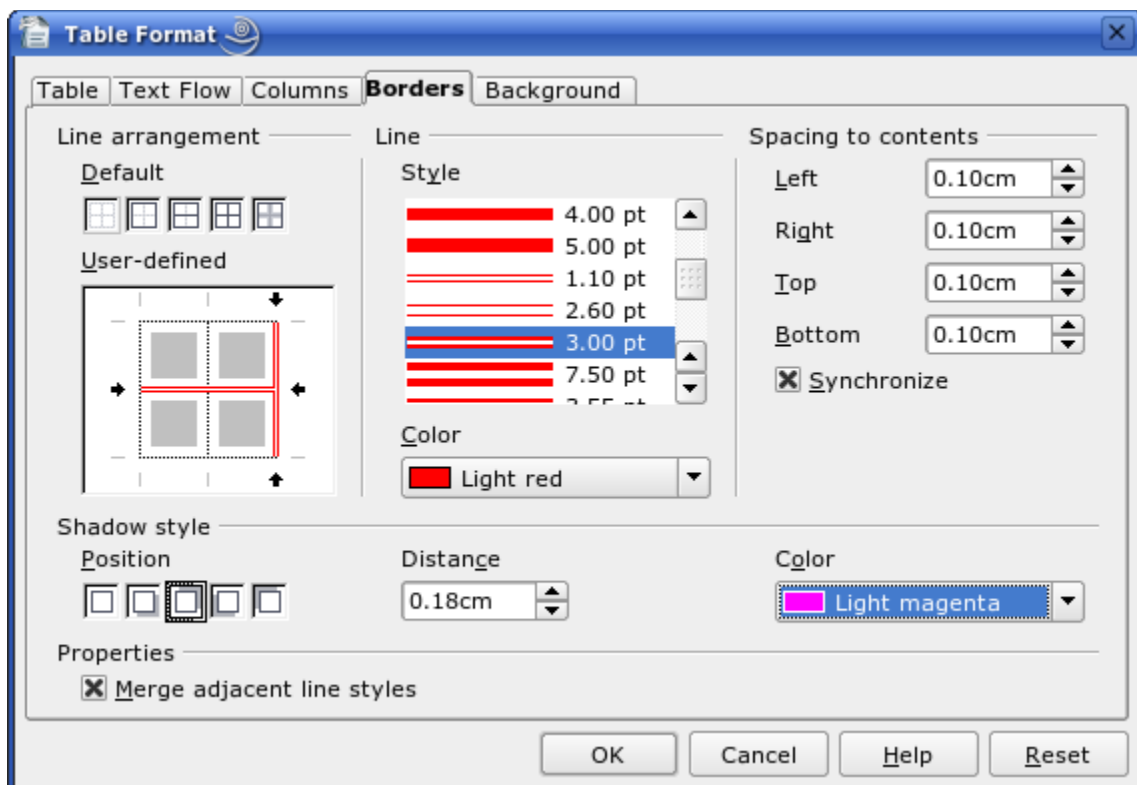 Table Format
Table Text Flow Columns Borders Background
Line arrangement
Default
User-defined
Line
Style
4.00 pt
5.00 pt
1.10 pt
2.60 pt
3.00 pt
7.50 pt
Color
Light red
Spacing to contents
Left 0.10cm
Right 0.10cm
Top 0.10cm
Bottom 0.10cm
Synchronize
Shadow style
Position
Distance
0.18cm
Color
Light magenta
Properties
Merge adjacent line styles
OK Cancel Help Reset